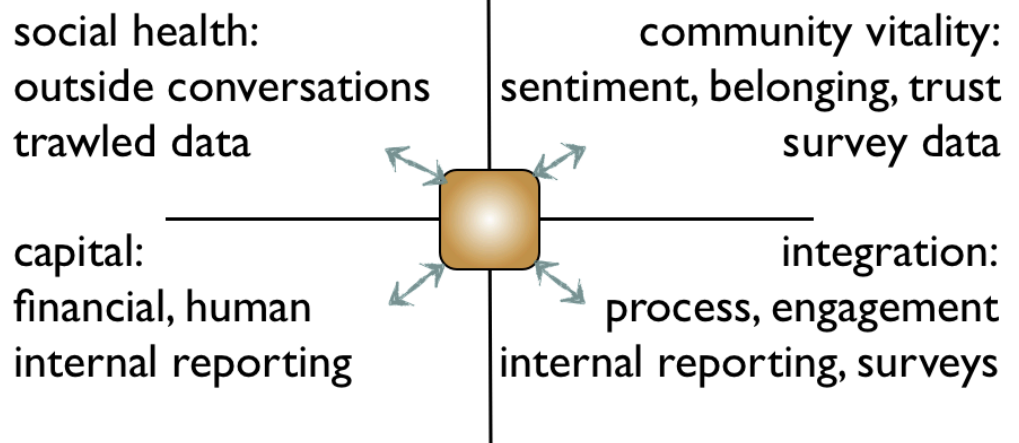 social health:
outside conversations
trawled data
community vitality:
sentiment, belonging, trust
survey data
capital:
financial, human
internal reporting
integration:
process, engagement
internal reporting, surveys